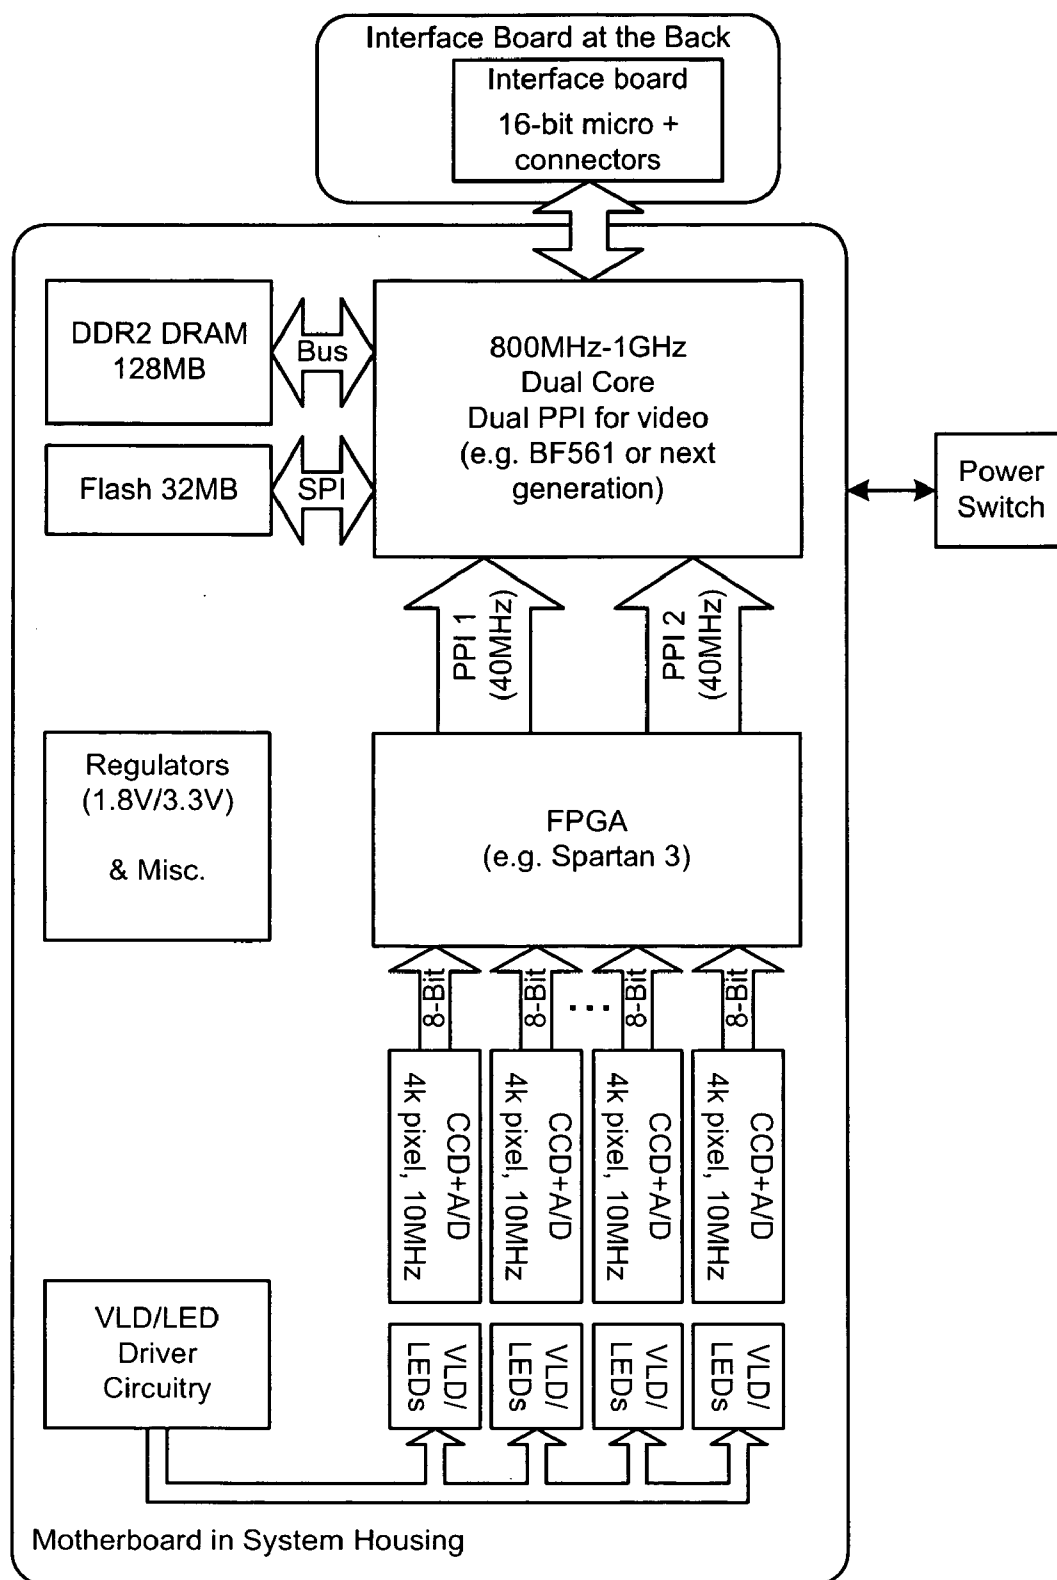 Interface Board at the Back
Interface board
16-bit micro +
connectors
DDR2 DRAM
128MB
Bus
800MHz-1GHz
Dual Core
Dual PPI for video
(e.g. BF561 or next
generation)
Flash 32MB
SPI
Power
Switch
PPI 1
(40MHz)
PPI 2
(40MHz)
Regulators
(1.8V/3.3V)
& Misc.
FPGA
(e.g. Spartan 3)
8-Bit
8-Bit
...
8-Bit
8-Bit
CCD+A/D
4k pixel, 10MHz
CCD+A/D
4k pixel, 10MHz
CCD+A/D
4k pixel, 10MHz
CCD+A/D
4k pixel, 10MHz
VLD/LED
Driver
Circuitry
VLD/
LEDs
VLD/
LEDs
VLD/
LEDs
VLD/
LEDs
Motherboard in System Housing